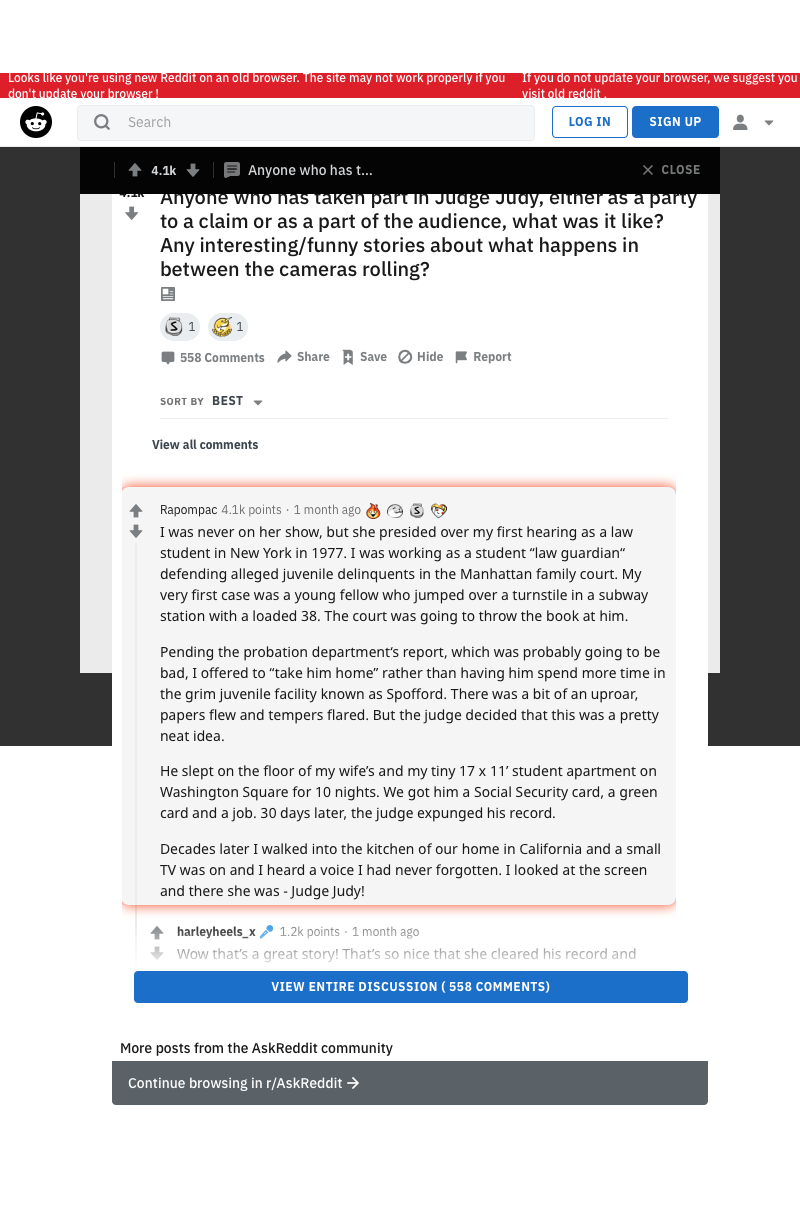 Looks like you're using new Reddit on an old browser. The site may not work properly if you
don't update your browser !
If you do not update your browser, we suggest you
visit old reddit .
Search
LOG IN
SIGN UP
4.1k
Anyone who has t...
CLOSE
4.1k
Anyone who has taken part in Judge Judy, either as a party
to a claim or as a part of the audience, what was it like?
Any interesting/funny stories about what happens in
between the cameras rolling?
S 1
1
558 Comments Share Save Hide Report
SORT BY BEST
View all comments
Rapompac 4.1k points · 1 month ago S
I was never on her show, but she presided over my first hearing as a law
student in New York in 1977. I was working as a student “law guardian“
defending alleged juvenile delinquents in the Manhattan family court. My
very first case was a young fellow who jumped over a turnstile in a subway
station with a loaded 38. The court was going to throw the book at him.
Pending the probation department’s report, which was probably going to be
bad, I offered to “take him home” rather than having him spend more time in
the grim juvenile facility known as Spofford. There was a bit of an uproar,
papers flew and tempers flared. But the judge decided that this was a pretty
neat idea.
He slept on the floor of my wife’s and my tiny 17 x 11’ student apartment on
Washington Square for 10 nights. We got him a Social Security card, a green
card and a job. 30 days later, the judge expunged his record.
Decades later I walked into the kitchen of our home in California and a small
TV was on and I heard a voice I had never forgotten. I looked at the screen
and there she was - Judge Judy!
harleyheels_x 1.2k points · 1 month ago
Wow that’s a great story! That’s so nice that she cleared his record and
VIEW ENTIRE DISCUSSION ( 558 COMMENTS)
More posts from the AskReddit community
Continue browsing in r/AskReddit